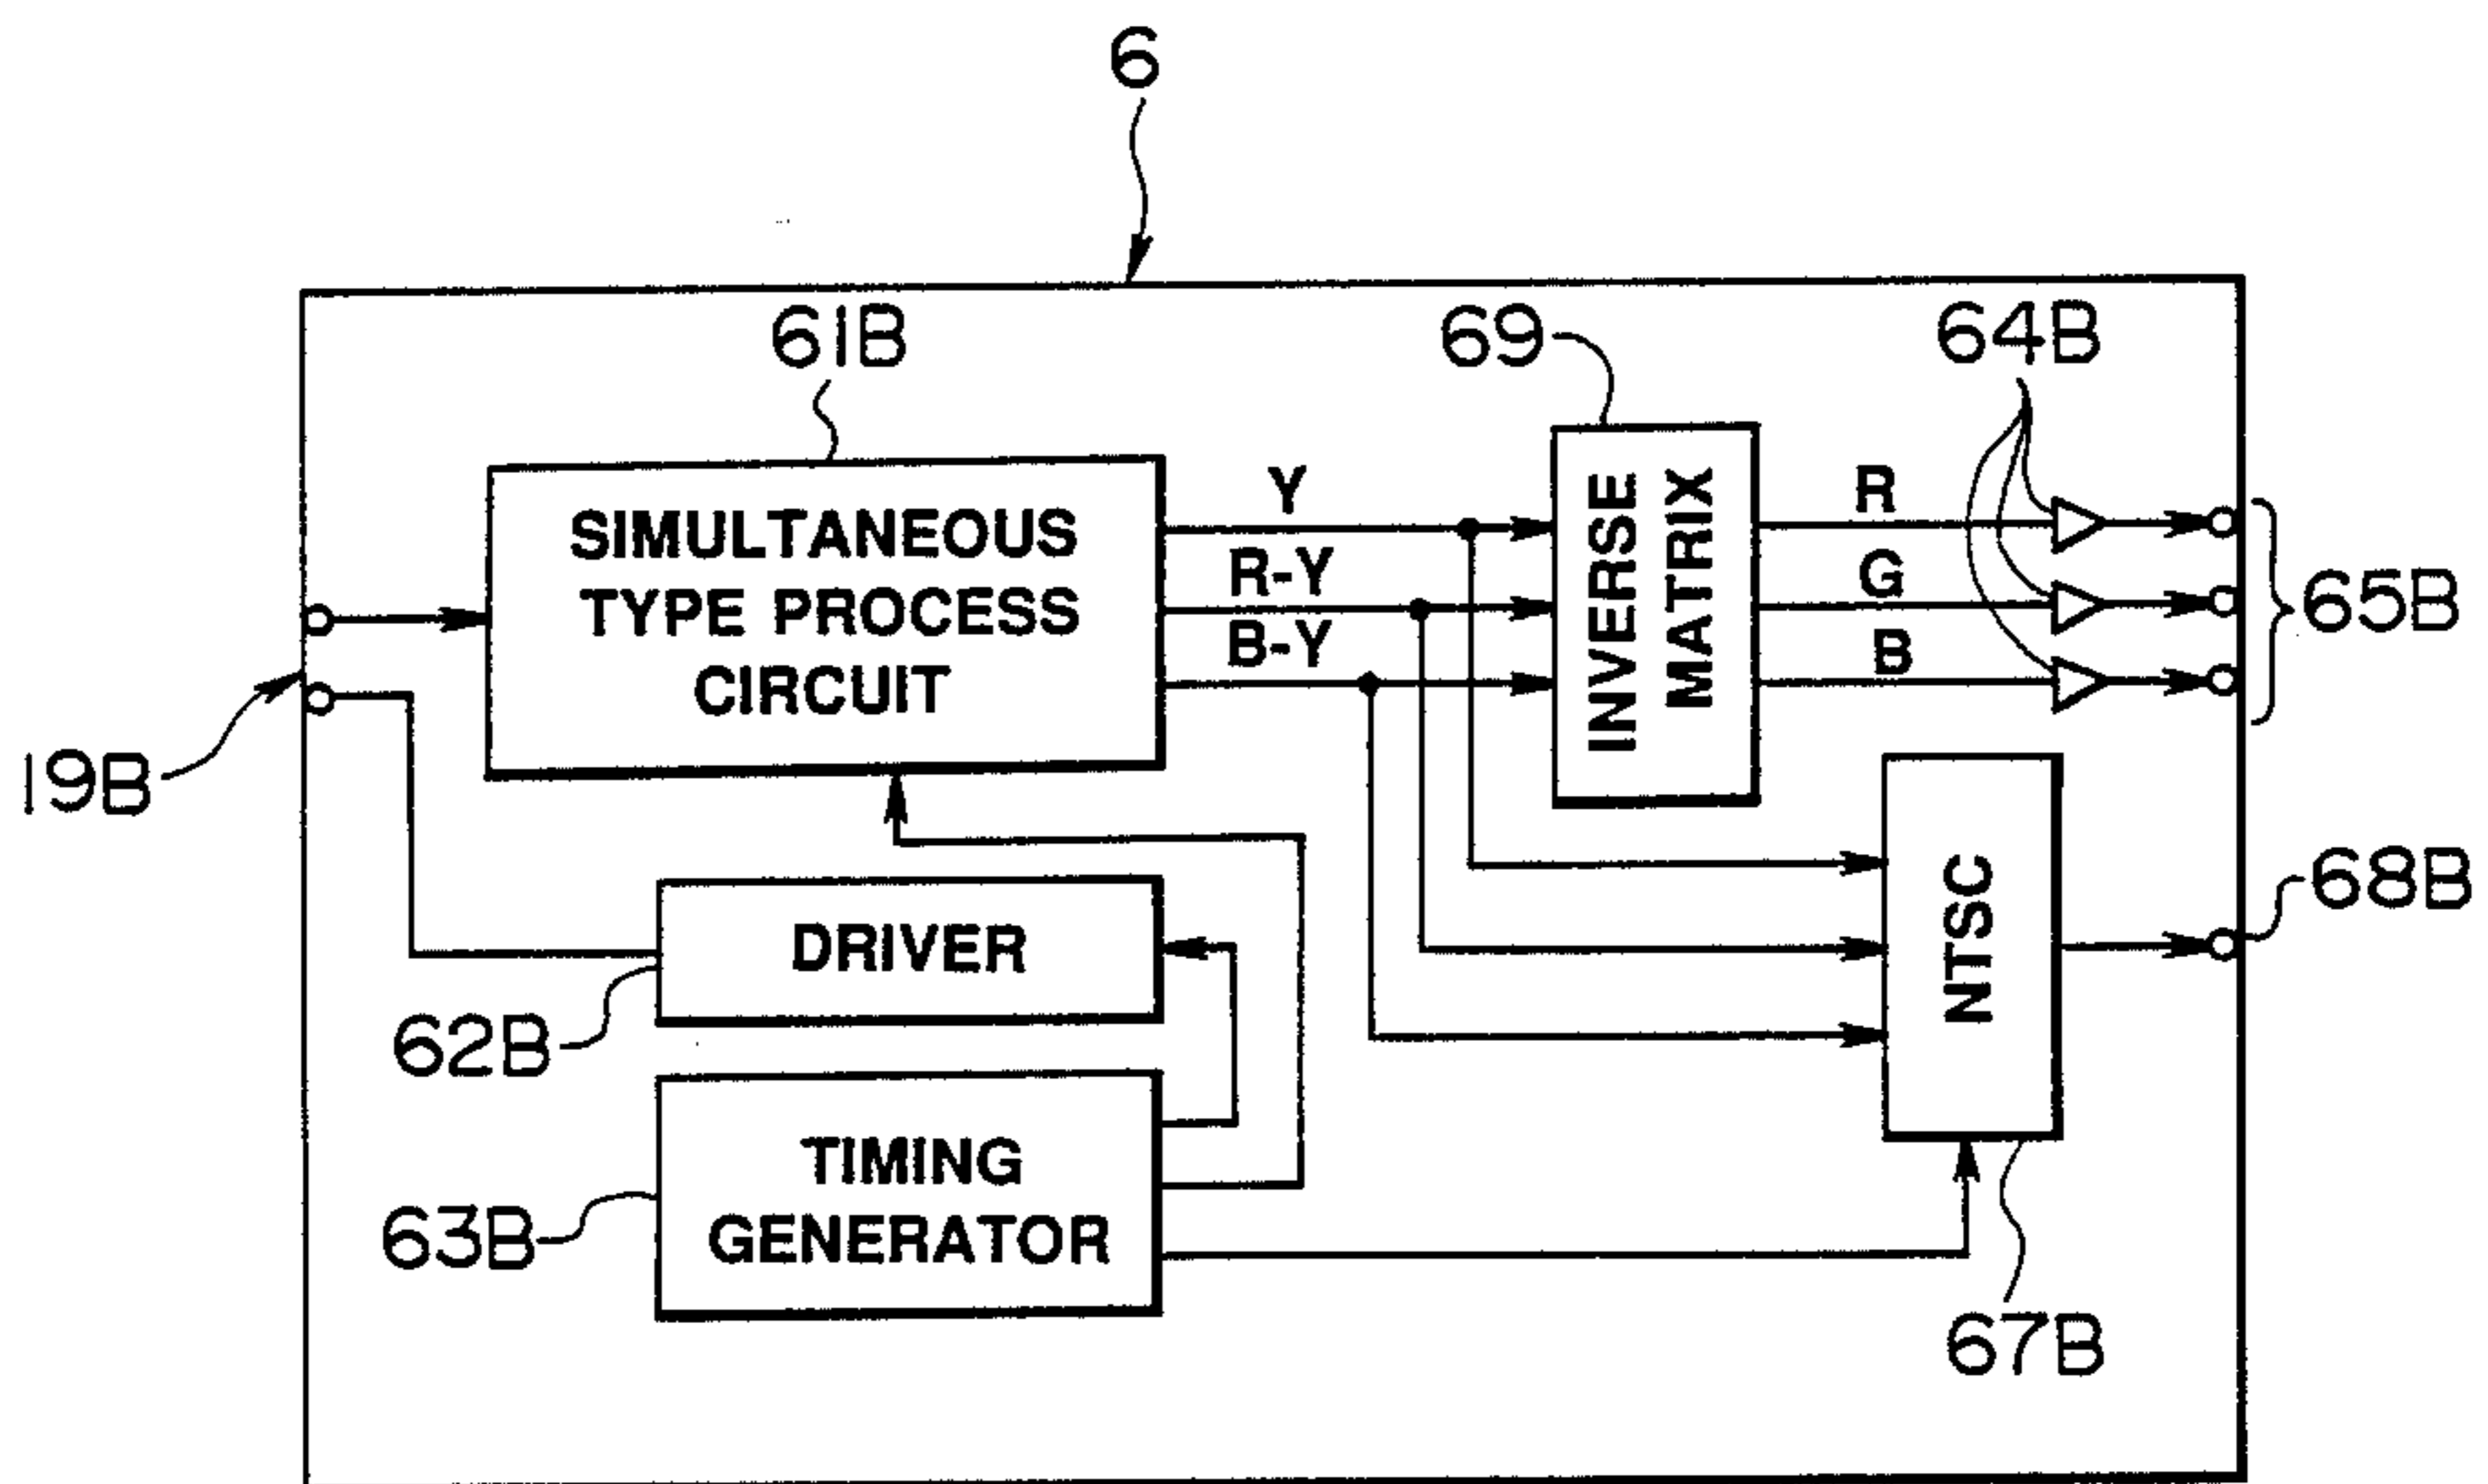 6
61B
69
64B
SIMULTANEOUS
TYPE PROCESS
CIRCUIT
Y
R-Y
B-Y
INVERSE
MATRIX
R
G
B
65B
19B
DRIVER
62B
NTSC
68B
TIMING
GENERATOR
63B
67B